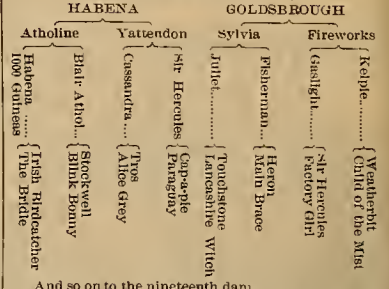 HABENA GOLDSBROUGH
Atholine Yattendon Sylvia Fireworks
Habena ......
1000 Guineas
Blair Athol...
Cassandra....
Sir Hercules
Juliet.........
Fisherman...
Gaslight........
Kelpie..........
Irish Birdcatcher
The Bridle
Stockwell
Blink Bonny
Tros
Alice Grey
Cap-a-pie
Paraguay
Touchstone
Lancashire Witch
Heron
Main Brace
Sir Hercules
Factory Girl
Weatherbit
Child of the Mist
And so on to the nineteenth dam;